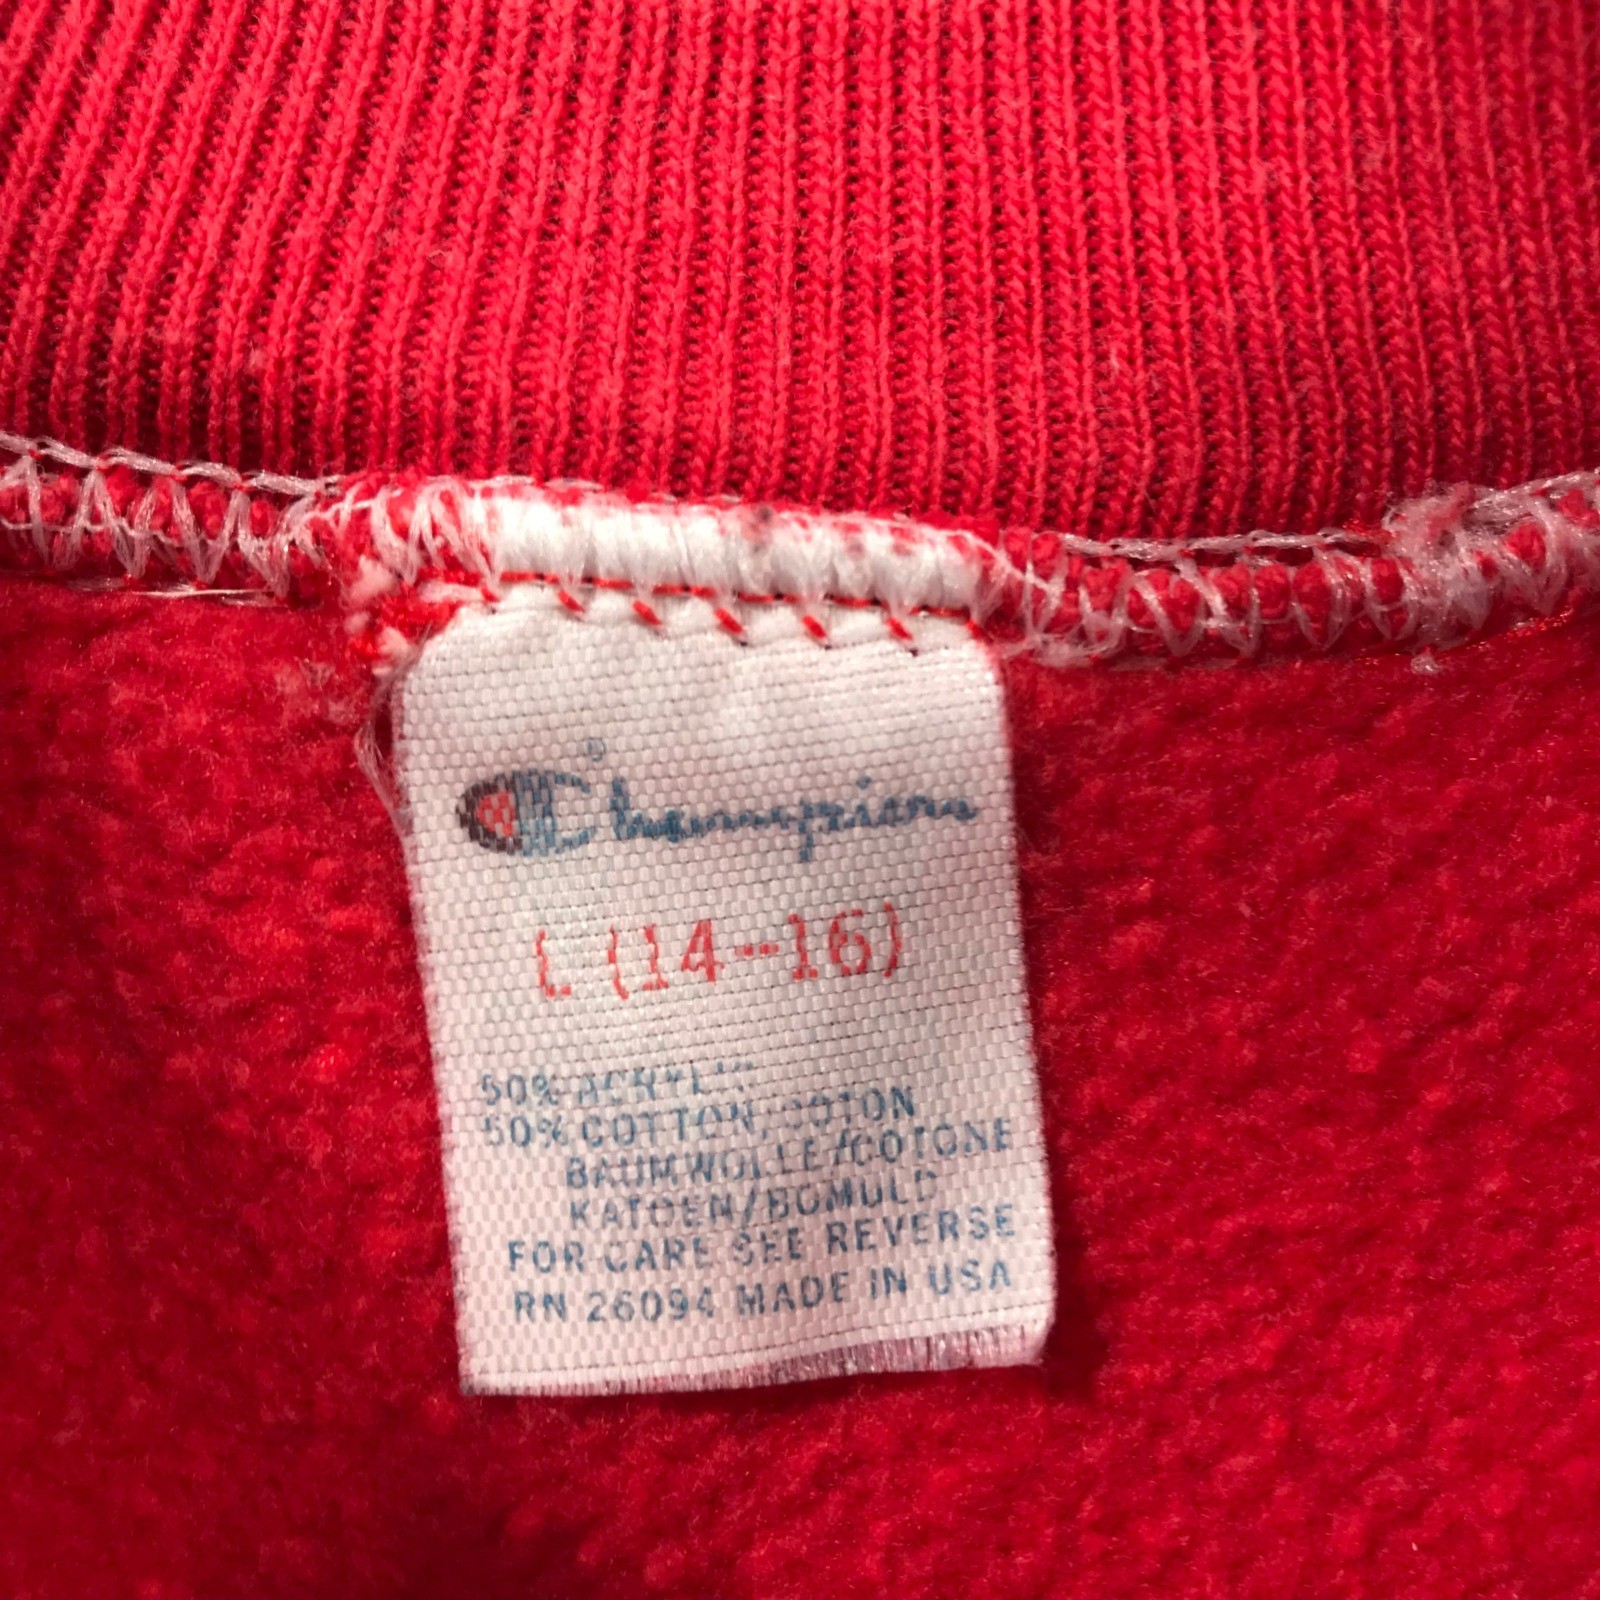 Champion®
L (14-16)
50% ACRYLIC
50% COTTON/COTON
BAUMWOLLE/COTONE
KATOEN/BOMULD
FOR CARE SEE REVERSE
RN 26094 MADE IN USA